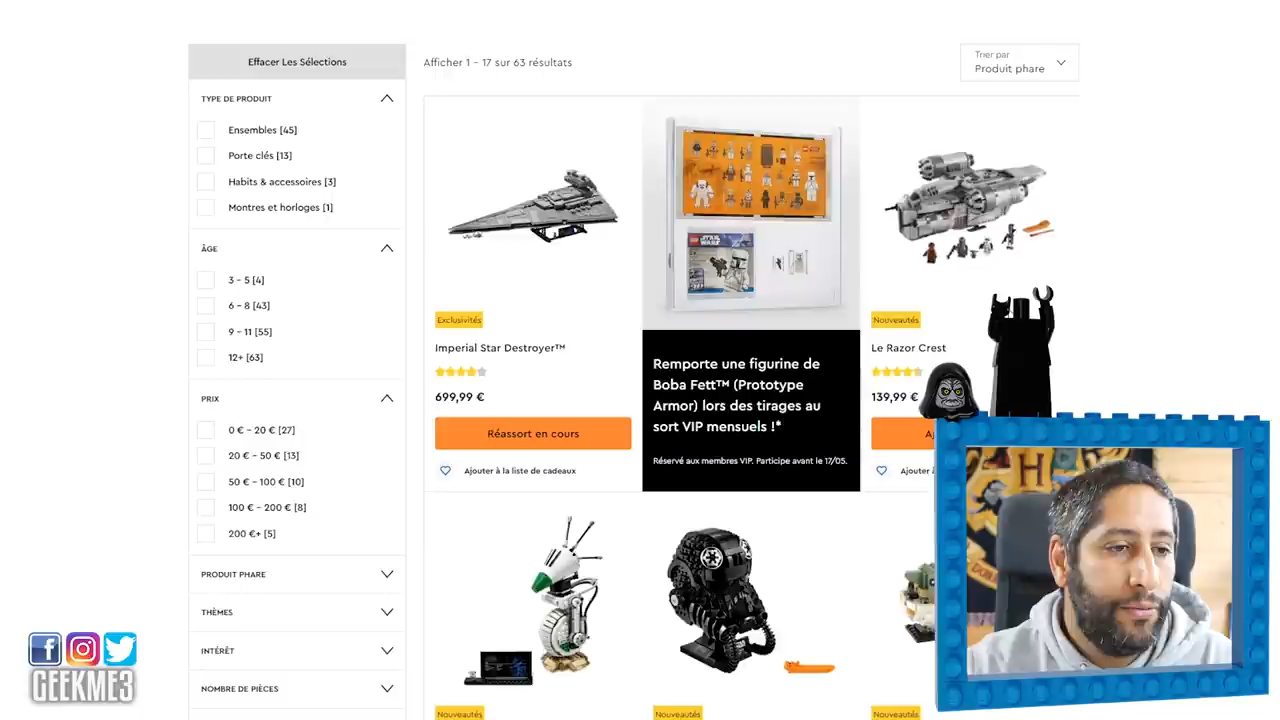 Effacer Les Sélections
Afficher 1 - 17 sur 63 résultats
Trier par
Produit phare
TYPE DE PRODUIT
Ensembles [45]
Porte clés [13]
Habits & accessoires [3]
Montres et horloges [1]
ÂGE
3 - 5 [4]
6 - 8 [43]
9 - 11 [55]
12+ [63]
PRIX
0 € - 20 € [27]
20 € - 50 € [13]
50 € - 100 € [10]
100 € - 200 € [8]
200 €+ [5]
PRODUIT PHARE
THÈMES
INTÉRÊT
NOMBRE DE PIÈCES
Exclusivités
Imperial Star Destroyer™
699,99 €
Réassort en cours
Ajouter à la liste de cadeaux
STAR WARS
Remporte une figurine de
Boba Fett™ (Prototype
Armor) lors des tirages au
sort VIP mensuels !*
Réservé aux membres VIP. Participe avant le 17/05.
Nouveautés
Le Razor Crest
139,99 €
Ajouter
Nouveautés
Nouveautés
Nouveautés
H
GEEKME3